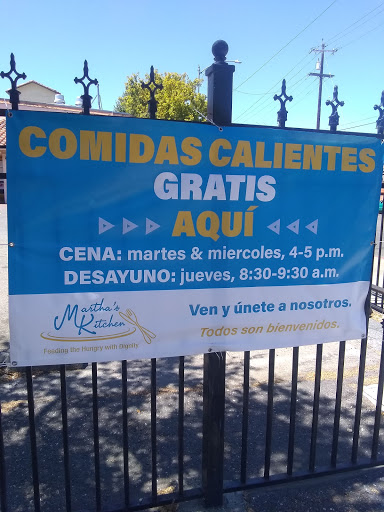 COMIDAS CALIENTES
GRATIS
AQUÍ
CENA: martes & miercoles, 4-5 p.m.
DESAYUNO: jueves, 8:30-9:30 a.m.
Martha's
Kitchen
Feeding the Hungry with Dignity
Ven y únete a nosotros.
Todos son bienvenidos.